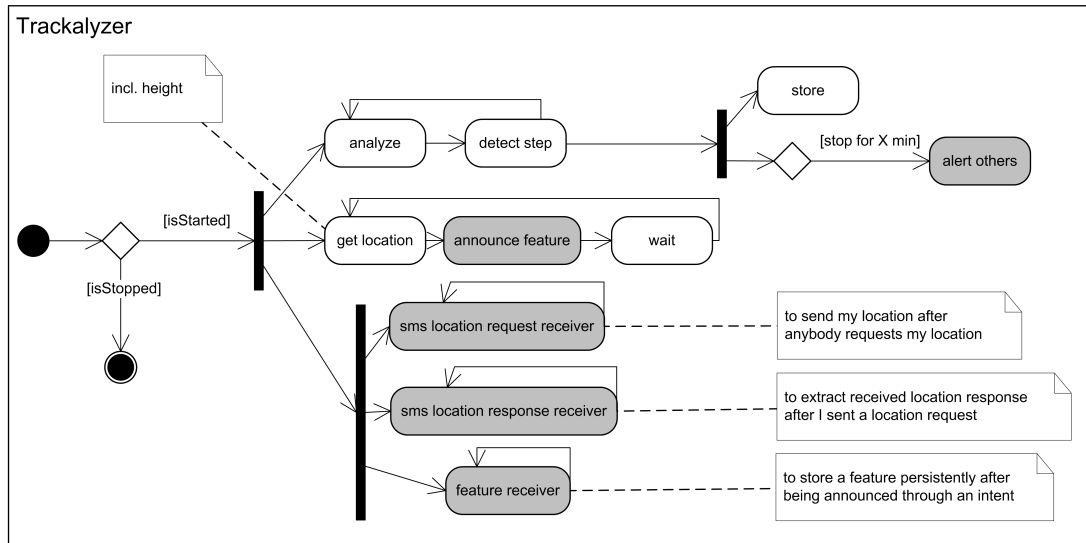 Trackalyzer
incl. height
store
analyze
detect step
[stop for X min]
alert others
[isStarted]
get location
announce feature
wait
[isStopped]
sms location request receiver
to send my location after
anybody requests my location
sms location response receiver
to extract received location response
after I sent a location request
feature receiver
to store a feature persistently after
being announced through an intent